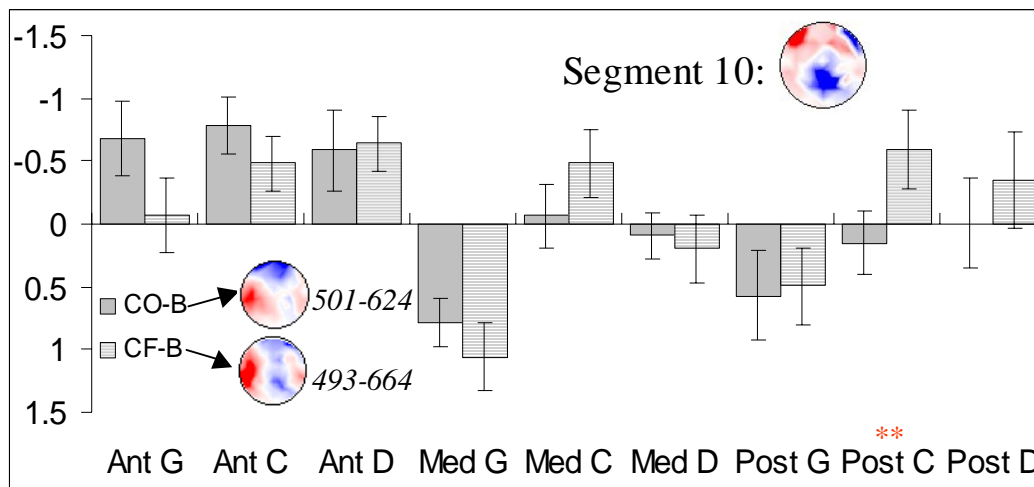 -1.5
-1
-0.5
0
0.5
1
1.5
Segment 10:
CO-B
501-624
CF-B
493-664
**
Ant G Ant C Ant D Med G Med C Med D Post G Post C Post D